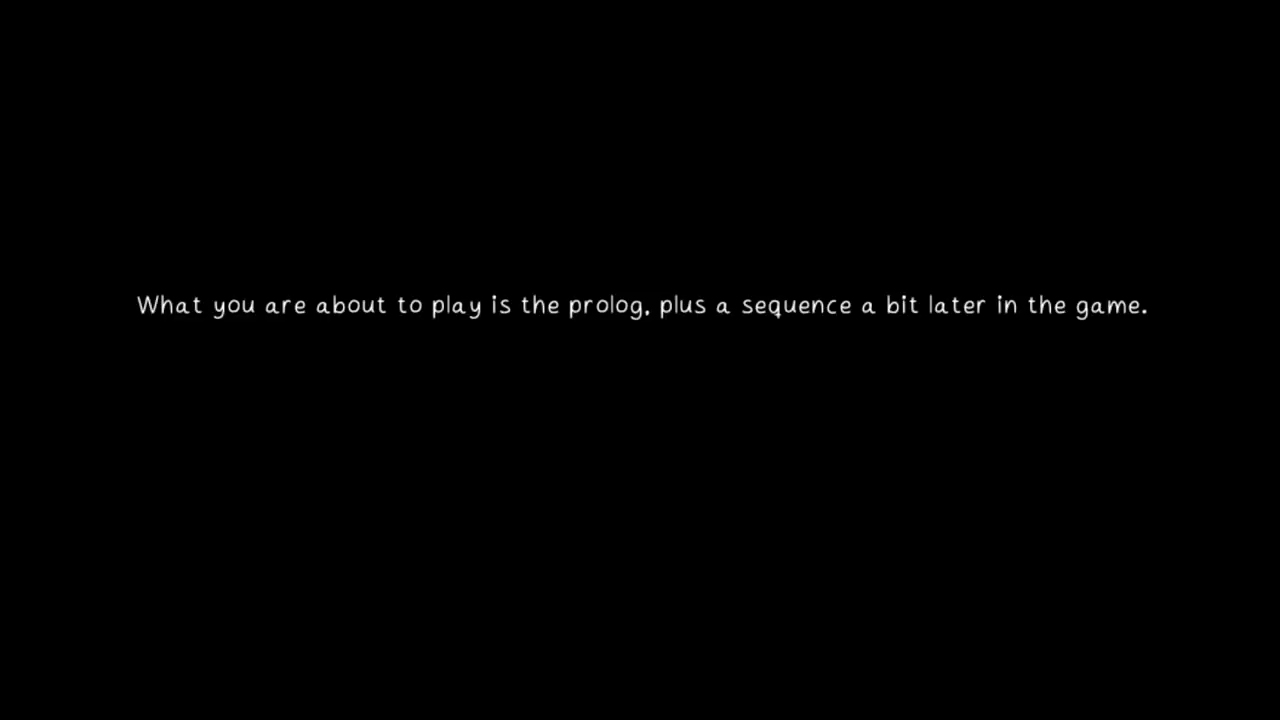 What you are about to play is the prolog, plus a sequence a bit later in the game.